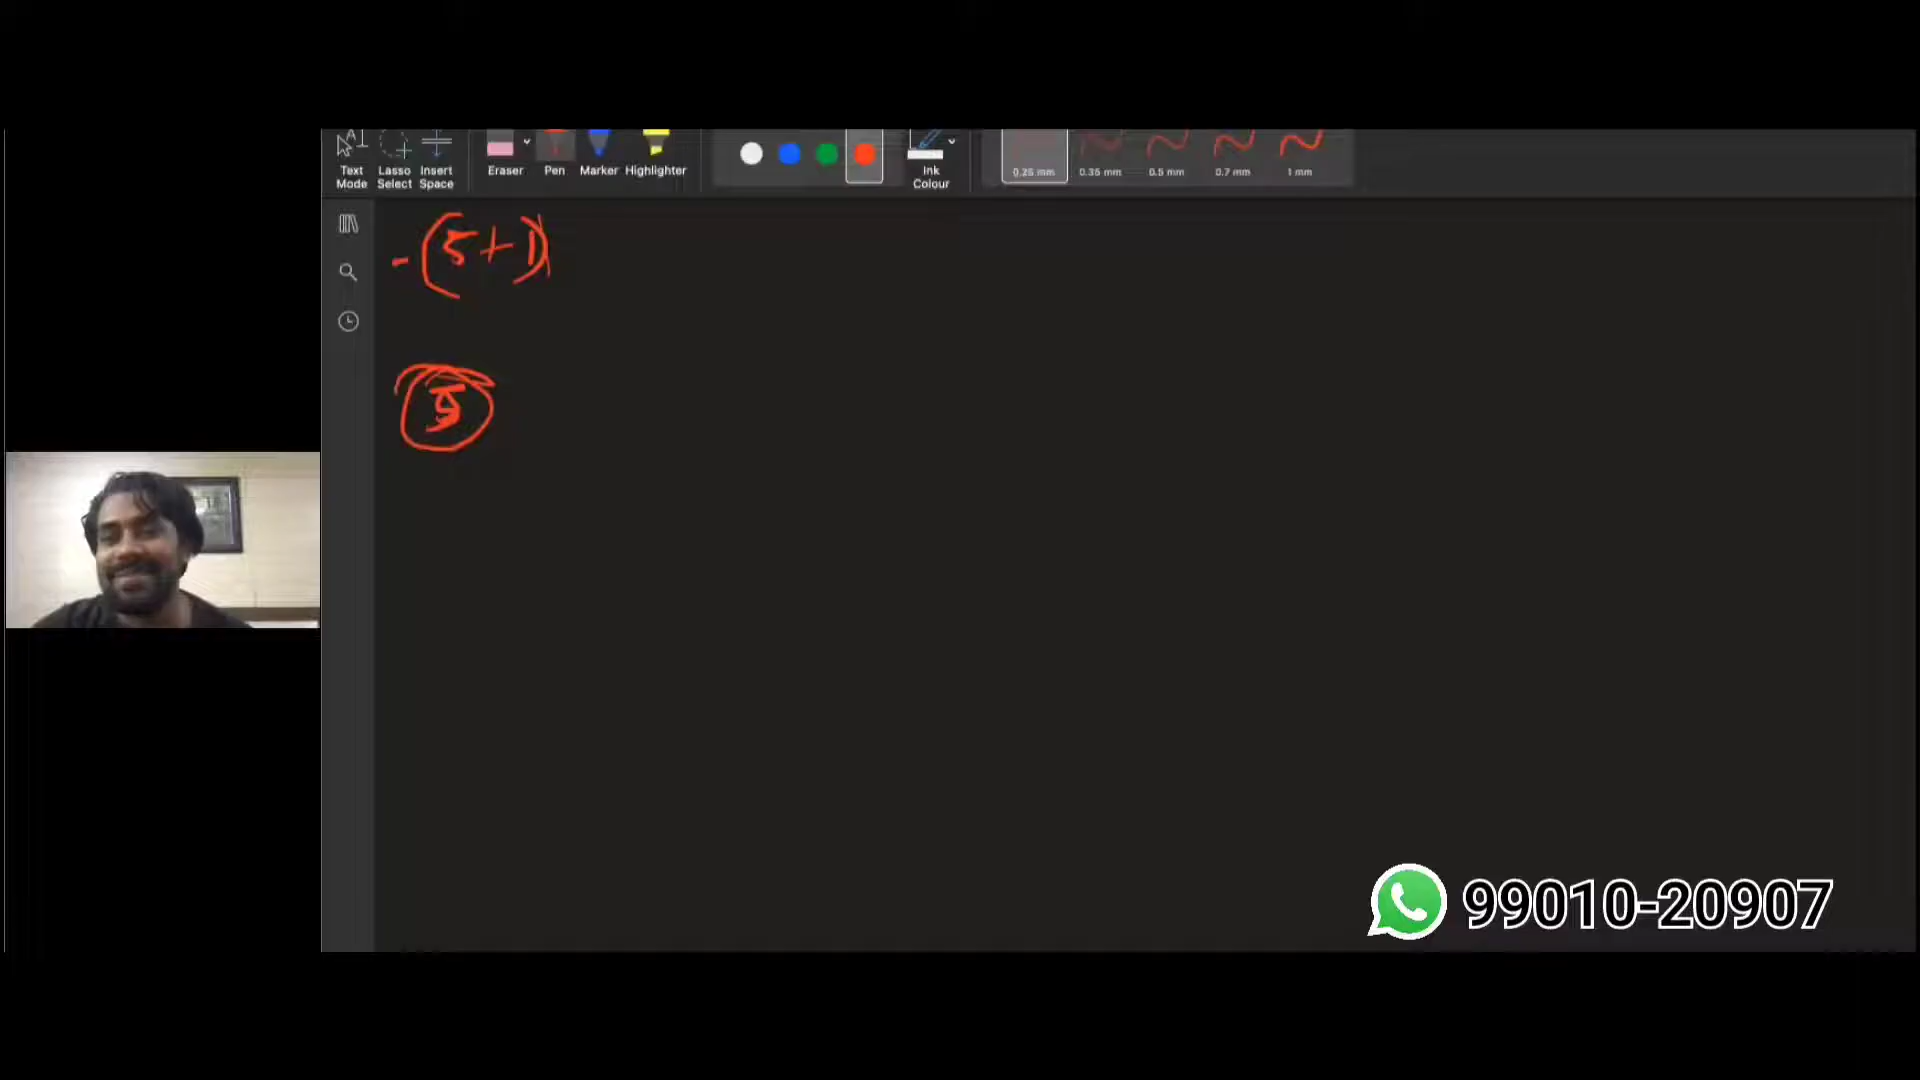 Text Mode
Lasso Select
Insert Space
Eraser
Pen
Marker
Highlighter
Ink Colour
0.25 mm
0.35 mm
0.5 mm
0.7 mm
1 mm
-(5+1)
5
99010-20907